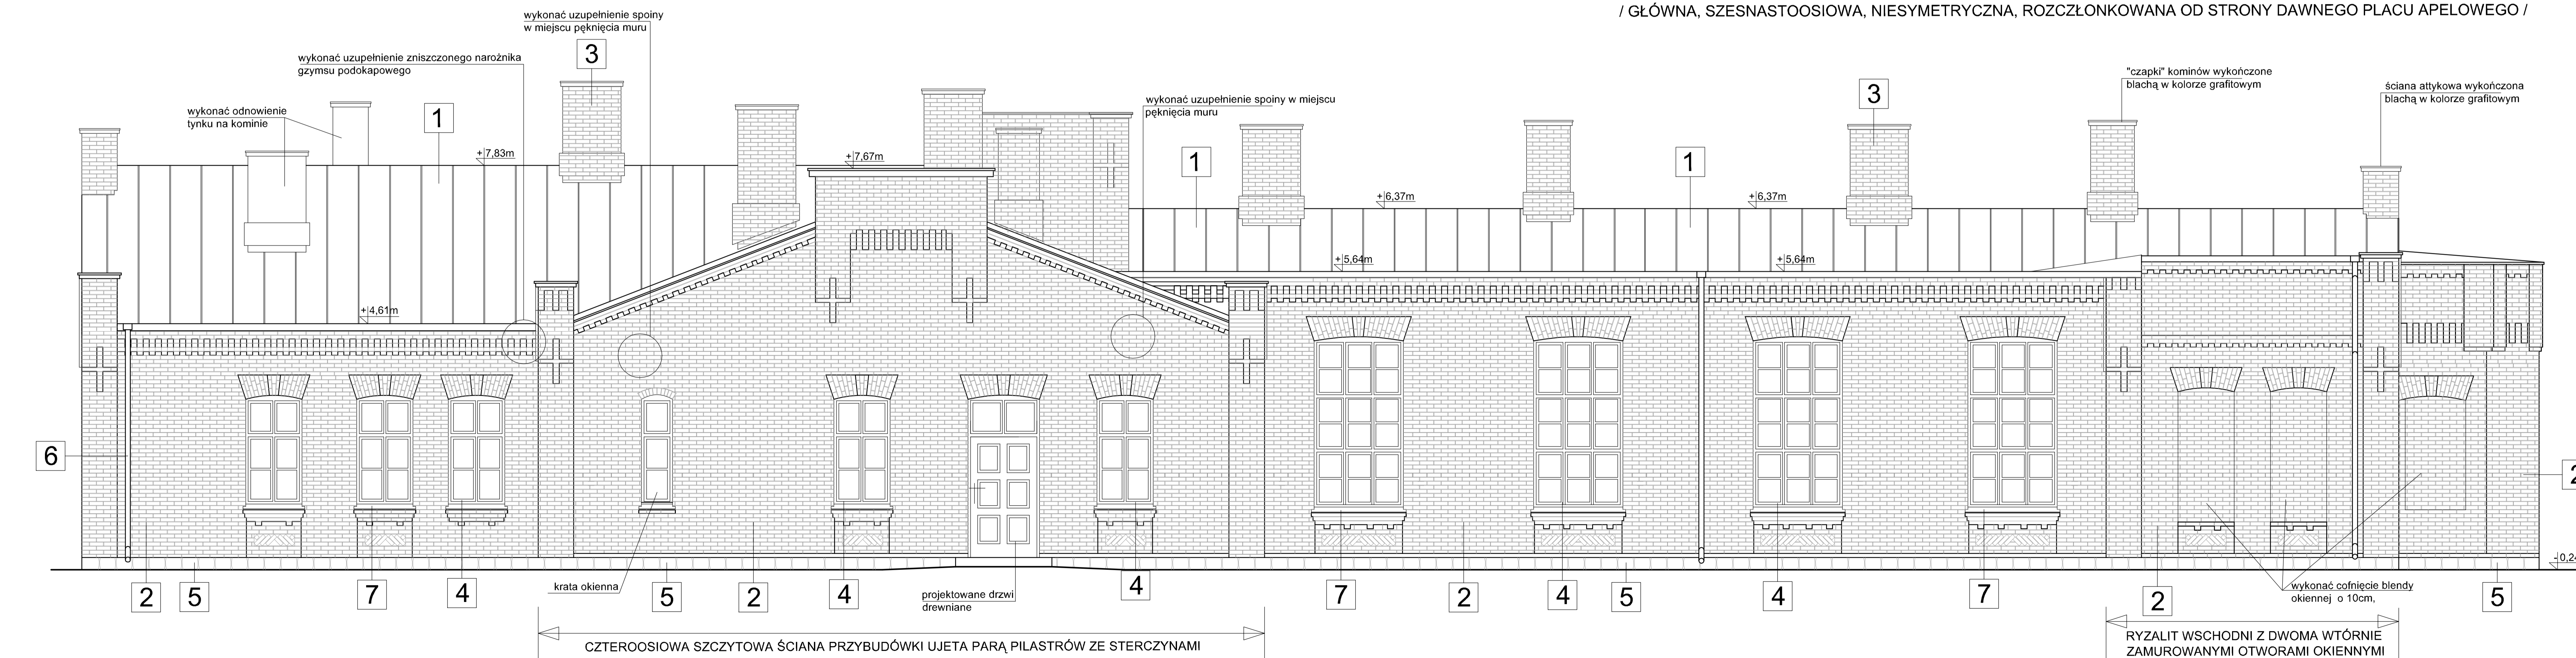 / GŁÓWNA, SZESNASTOOSIOWA, NIESYMETRYCZNA, ROZCZŁONKOWANA OD STRONY DAWNEGO PLACU APELOWEGO /
wykonać uzupełnienie spoiny
w miejscu pęknięcia muru
3
wykonać uzupełnienie zniszczonego narożnika
gzymsu podokapowego
wykonać odnowienie
tynku na kominie
1
+7,83m
+7,67m
wykonać uzupełnienie spoiny w miejscu
pęknięcia muru
3
"czapki" kominów wykończone
blachą w kolorze grafitowym
ściana attykowa wykończona
blachą w kolorze grafitowym
1
1
+6,37m
+6,37m
+5,64m
+5,64m
+4,61m
6
2
5
7
4
krata okienna
5
2
4
projektowane drzwi
drewniane
4
7
2
4
5
4
7
2
wykonać cofnięcie blendy
okiennej o 10cm,
5
CZTEROOSIOWA SZCZYTOWA ŚCIANA PRZYBUDÓWKI UJETA PARĄ PILASTRÓW ZE STERCZYNAMI
RYZALIT WSCHODNI Z DWOMA WTÓRNIE
ZAMUROWANYMI OTWORAMI OKIENNYMI